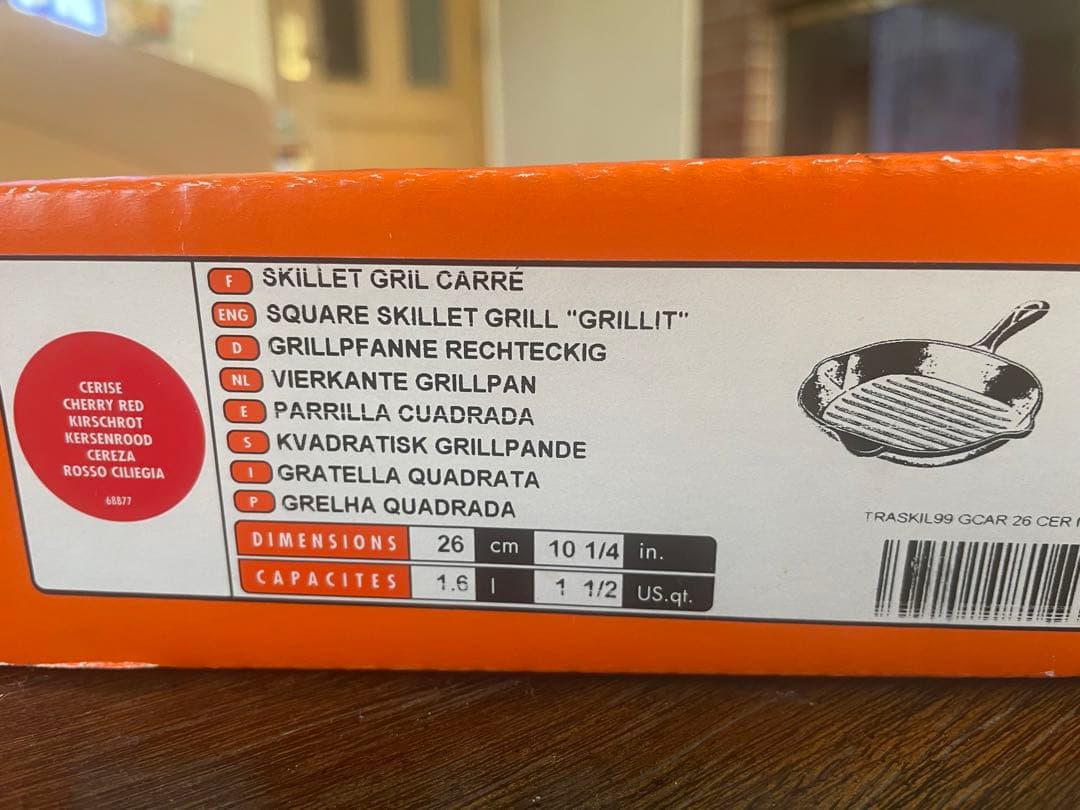 CERISE
CHERRY RED
KIRSCHROT
KERSENROOD
CEREZA
ROSSO CILIEGIA
68877
F SKILLET GRIL CARRÉ
ENG SQUARE SKILLET GRILL "GRILLIT"
D GRILLPFANNE RECHTECKIG
NL VIERKANTE GRILLPAN
E PARRILLA CUADRADA
S KVADRATISK GRILLPANDE
I GRATELLA QUADRATA
P GRELHA QUADRADA
DIMENSIONS 26 cm 10 1/4 in.
CAPACITES 1.6 l 1 1/2 US.qt.
TRASKIL99 GCAR 26 CER